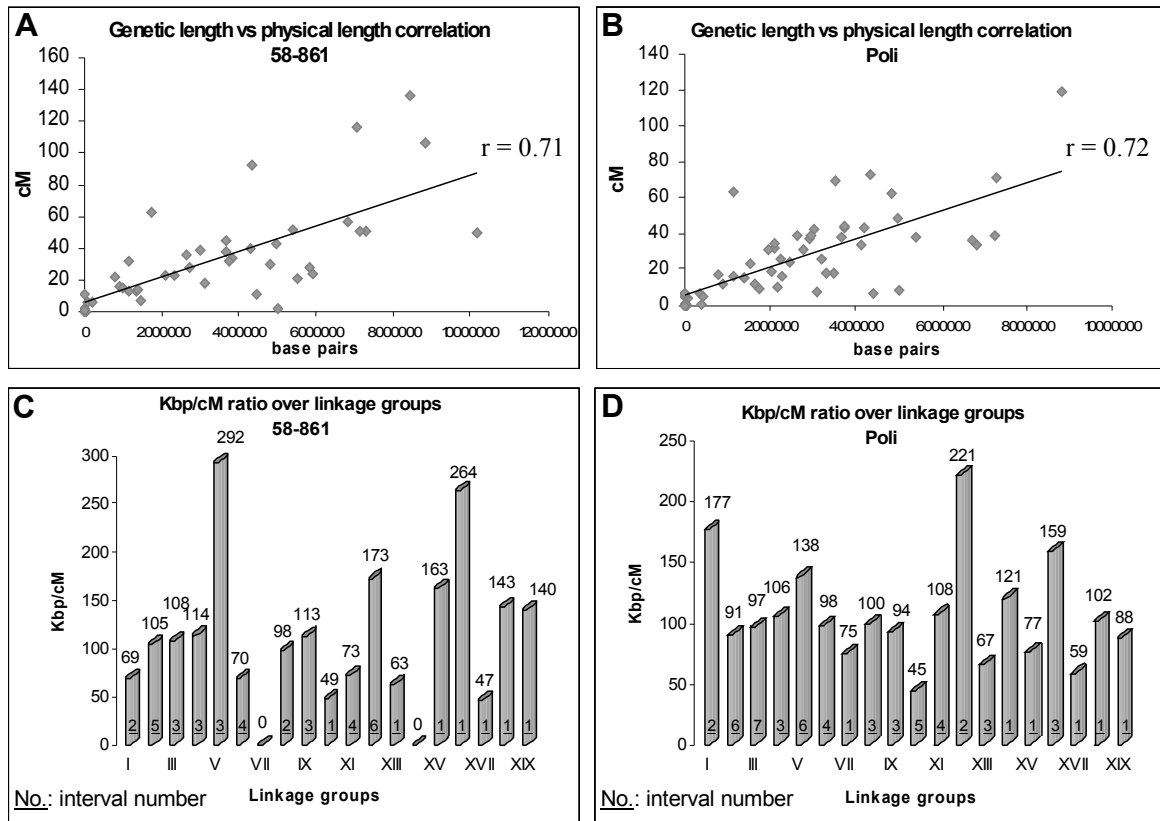 A
Genetic length vs physical length correlation
58-861
160
140
120
100
80
60
40
20
0
cM
r = 0.71
0 2000000 4000000 6000000 8000000 10000000 12000000
base pairs
B
Genetic length vs physical length correlation
Poli
140
120
100
80
60
40
20
0
cM
r = 0.72
0 2000000 4000000 6000000 8000000 10000000
base pairs
C
Kbp/cM ratio over linkage groups
58-861
300
250
200
150
100
50
0
Kbp/cM
69 105 108 114 292 70 0 98 113 49 73 173 63 0 163 264 47 143 140
2 5 3 3 3 4 2 3 1 4 6 1 1 1 1 1 1
I III V VII IX XI XIII XV XVII XIX
No.: interval number Linkage groups
D
Kbp/cM ratio over linkage groups
Poli
250
200
150
100
50
0
Kbp/cM
177 91 97 106 138 98 75 100 94 45 108 221 67 121 77 159 59 102 88
2 6 7 3 6 4 1 3 3 5 4 2 3 1 1 3 1 1 1
I III V VII IX XI XIII XV XVII XIX
No.: interval number Linkage groups